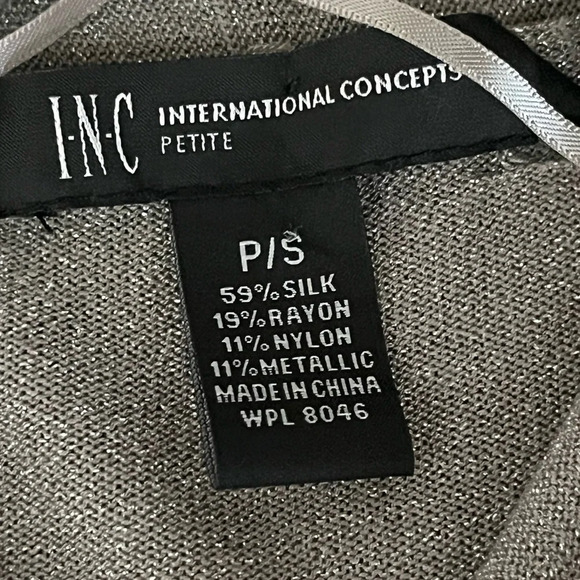 I-N-C INTERNATIONAL CONCEPTS
PETITE
P/S
59% SILK
19% RAYON
11% NYLON
11% METALLIC
MADE IN CHINA
WPL 8046